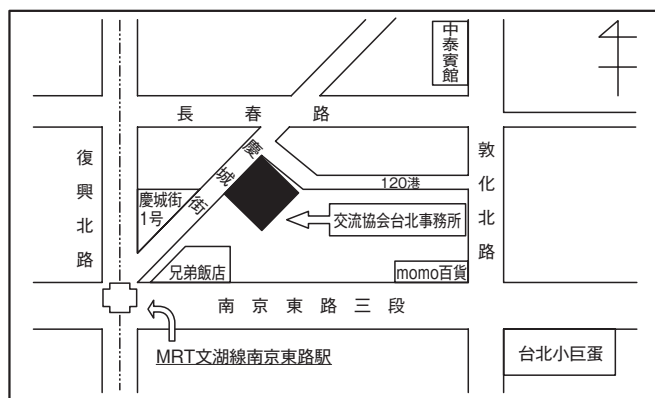 中泰賓館
長春路
復興北路
慶城街
敦化北路
120港
慶城街
1号
交流協会台北事務所
兄弟飯店
momo百貨
南京東路三段
MRT文湖線南京東路駅
台北小巨蛋